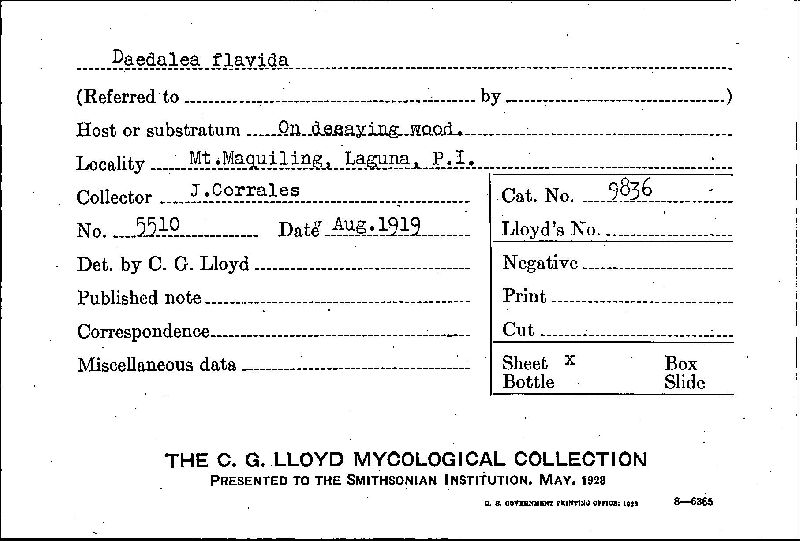 Daedalea flavida
(Referred to by )
Host or substratum On decaying wood.
Locality Mt.Maquiling, Laguna, P.I.
Collector J.Corrales
No. 5510 Date Aug.1919
Det. by C. G. Lloyd
Published note
Correspondence
Miscellaneous data
Cat. No. 9836
Lloyd's No.
Negative
Print
Cut
Sheet x Box
Bottle Slide
THE C. G. LLOYD MYCOLOGICAL COLLECTION
PRESENTED TO THE SMITHSONIAN INSTITUTION, MAY, 1928
U. S. GOVERNMENT PRINTING OFFICE: 1928 8—6365